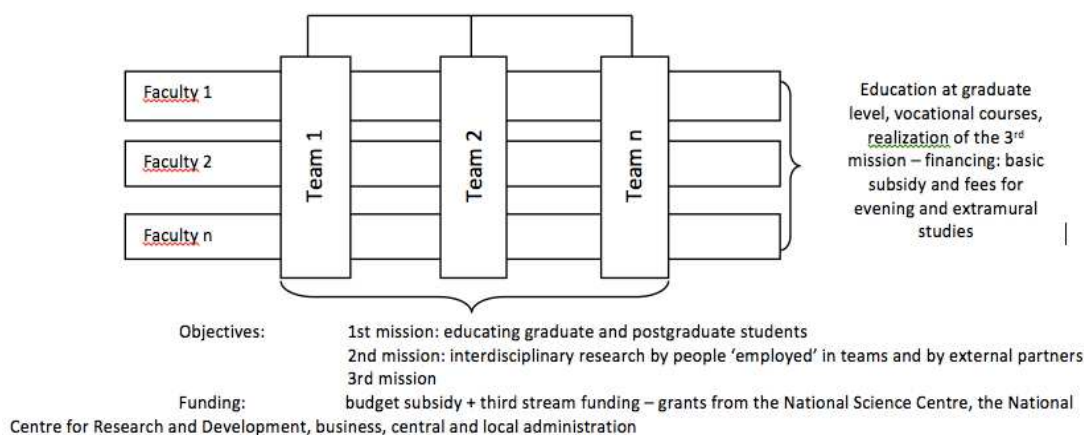 Faculty 1
Faculty 2
Faculty n
Team 1
Team 2
Team n
Education at graduate
level, vocational courses,
realization of the 3rd
mission – financing: basic
subsidy and fees for
evening and extramural
studies
Objectives: 1st mission: educating graduate and postgraduate students
2nd mission: interdisciplinary research by people ‘employed’ in teams and by external partners
3rd mission
Funding: budget subsidy + third stream funding – grants from the National Science Centre, the National
Centre for Research and Development, business, central and local administration